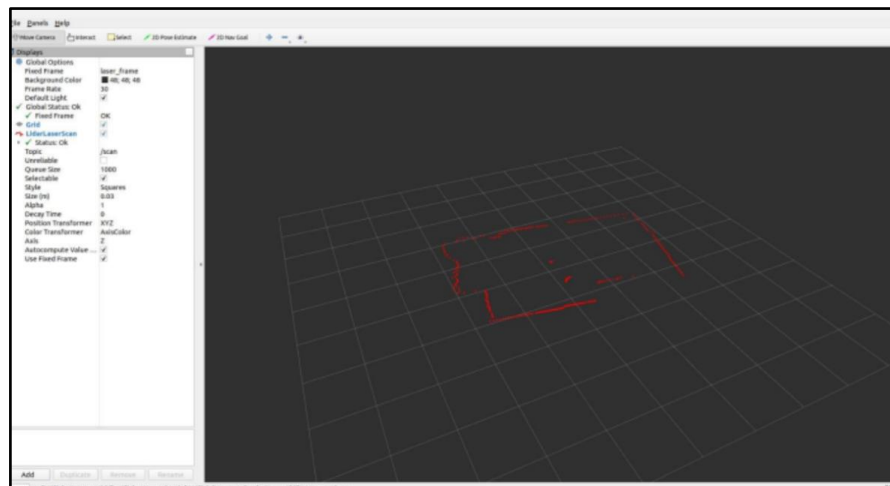 Panels Help
Move Camera Interact Select 2D Pose Estimate 2D Nav Goal
Displays
Global Options
Fixed Frame laser_frame
Background Color 48; 48; 48
Frame Rate 30
Default Light
Global Status: Ok
Fixed Frame OK
Grid
LidarLaserScan
Status: Ok
Topic /scan
Unreliable
Queue Size 1000
Selectable
Style Squares
Size (m) 0.03
Alpha 1
Decay Time 0
Position Transformer XYZ
Color Transformer AxisColor
Axis Z
Autocompute Value ...
Use Fixed Frame
Add Duplicate Remove Rename